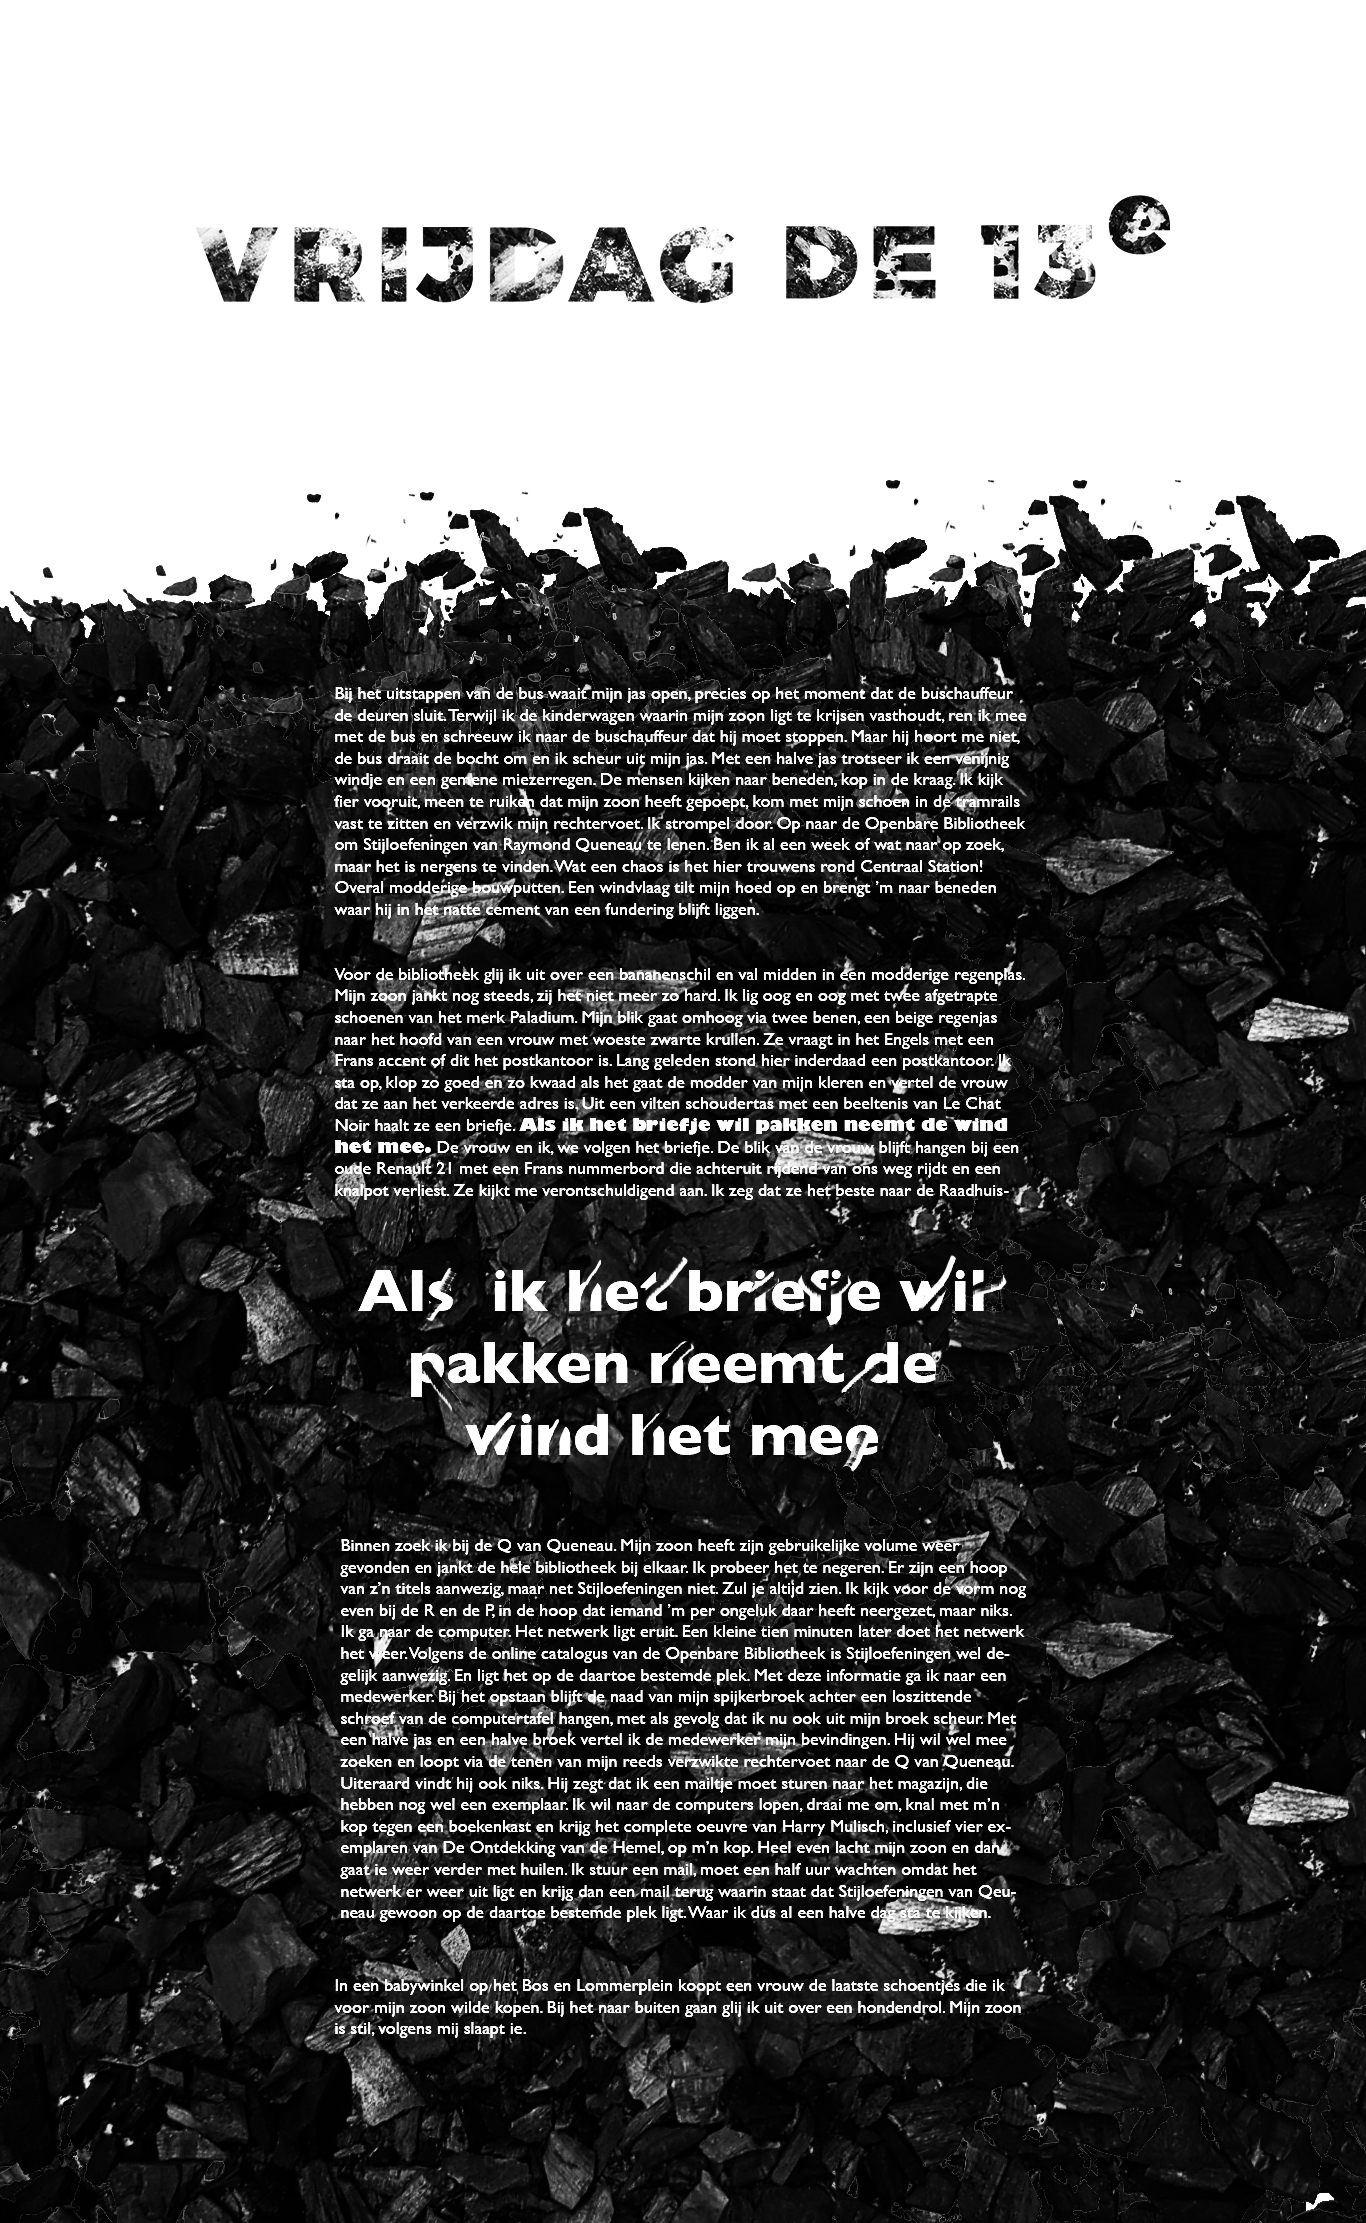 VRIJDAG DE 13e
Bij het uitstappen van de bus waait mijn jas open, precies op het moment dat de buschauffeur
de deuren sluit. Terwijl ik de kinderwagen waarin mijn zoon ligt te krijsen vasthoudt, ren ik mee
met de bus en schreeuw ik naar de buschauffeur dat hij moet stoppen. Maar hij hoort me niet,
de bus draait de bocht om en ik scheur uit mijn jas. Met een halve jas trotseer ik een venijnig
windje en een gemene miezerregen. De mensen kijken naar beneden, kop in de kraag. Ik kijk
fier vooruit, meen te ruiken dat mijn zoon heeft gepoept, kom met mijn schoen in de tramrails
vast te zitten en verzwik mijn rechtervoet. Ik strompel door. Op naar de Openbare Bibliotheek
om Stijloefeningen van Raymond Queneau te lenen. Ben ik al een week of wat naar op zoek,
maar het is nergens te vinden. Wat een chaos is het hier trouwens rond Centraal Station!
Overal modderige bouwputten. Een windvlaag tilt mijn hoed op en brengt 'm naar beneden
waar hij in het natte cement van een fundering blijft liggen.
Voor de bibliotheek glij ik uit over een bananenschil en val midden in een modderige regenplas.
Mijn zoon jankt nog steeds, zij het niet meer zo hard. Ik lig oog en oog met twee afgetrapte
schoenen van het merk Paladium. Mijn blik gaat omhoog via twee benen, een beige regenjas
naar het hoofd van een vrouw met woeste zwarte krullen. Ze vraagt in het Engels met een
Frans accent of dit het postkantoor is. Lang geleden stond hier inderdaad een postkantoor. Ik
sta op, klop zo goed en zo kwaad als het gaat de modder van mijn kleren en vertel de vrouw
dat ze aan het verkeerde adres is. Uit een vilten schoudertas met een beeltenis van Le Chat
Noir haalt ze een briefje. Als ik het briefje wil pakken neemt de wind
het mee. De vrouw en ik, we volgen het briefje. De blik van de vrouw blijft hangen bij een
oude Renault 21 met een Frans nummerbord die achteruit rijdend van ons weg rijdt en een
knalpot verliest. Ze kijkt me verontschuldigend aan. Ik zeg dat ze het beste naar de Raadhuis-
Als ik het briefje wil
pakken neemt de
wind het mee
Binnen zoek ik bij de Q van Queneau. Mijn zoon heeft zijn gebruikelijke volume weer
gevonden en jankt de hele bibliotheek bij elkaar. Ik probeer het te negeren. Er zijn een hoop
van z'n titels aanwezig, maar net Stijloefeningen niet. Zul je altijd zien. Ik kijk voor de vorm nog
even bij de R en de P, in de hoop dat iemand 'm per ongeluk daar heeft neergezet, maar niks.
Ik ga naar de computer. Het netwerk ligt eruit. Een kleine tien minuten later doet het netwerk
het weer. Volgens de online catalogus van de Openbare Bibliotheek is Stijloefeningen wel de-
gelijk aanwezig. En ligt het op de daartoe bestemde plek. Met deze informatie ga ik naar een
medewerker. Bij het opstaan blijft de naad van mijn spijkerbroek achter een loszittende
schroef van de computertafel hangen, met als gevolg dat ik nu ook uit mijn broek scheur. Met
een halve jas en een halve broek vertel ik de medewerker mijn bevindingen. Hij wil wel mee
zoeken en loopt via de tenen van mijn reeds verzwikte rechtervoet naar de Q van Queneau.
Uiteraard vindt hij ook niks. Hij zegt dat ik een mailtje moet sturen naar het magazijn, die
hebben nog wel een exemplaar. Ik wil naar de computers lopen, draai me om, knal met m'n
kop tegen een boekenkast en krijg het complete oeuvre van Harry Mulisch, inclusief vier ex-
emplaren van De Ontdekking van de Hemel, op m'n kop. Heel even lacht mijn zoon en dan
gaat ie weer verder met huilen. Ik stuur een mail, moet een half uur wachten omdat het
netwerk er weer uit ligt en krijg dan een mail terug waarin staat dat Stijloefeningen van Qeu-
neau gewoon op de daartoe bestemde plek ligt. Waar ik dus al een halve dag sta te kijken.
In een babywinkel op het Bos en Lommerplein koopt een vrouw de laatste schoentjes die ik
voor mijn zoon wilde kopen. Bij het naar buiten gaan glij ik uit over een hondendrol. Mijn zoon
is stil, volgens mij slaapt ie.